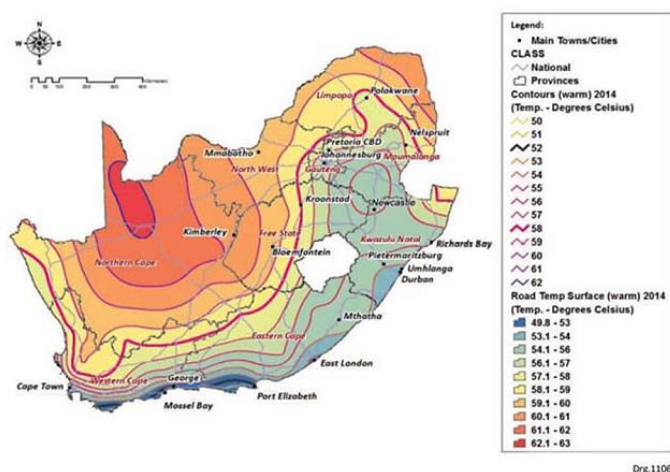 N
W
E
S
Kilometers
Polokwane
Limpopo
Nelspruit
Pretoria CBD
Mmabatho
Johannesburg
Mpumalanga
North West
Gauteng
Kroonstad
Newcastle
Kimberley
Free State
Kwazulu Natal
Richards Bay
Bloemfontein
Pietermaritzburg
Northern Cape
Umhlanga
Durban
Mthatha
Eastern Cape
East London
Western Cape
George
Cape Town
Port Elizabeth
Mossel Bay
Legend:
Main Towns/Cities
CLASS
National
Provinces
Contours (warm) 2014
(Temp. - Degrees Celsius)
50
51
52
53
54
55
56
57
58
59
60
61
62
Road Temp Surface (warm) 2014
(Temp - Degrees Celsius)
49.8 - 53
53.1 - 54
54.1 - 56
56.1 - 57
57.1 - 58
58.1 - 59
59.1 - 60
60.1 - 61
61.1 - 62
62.1 - 63